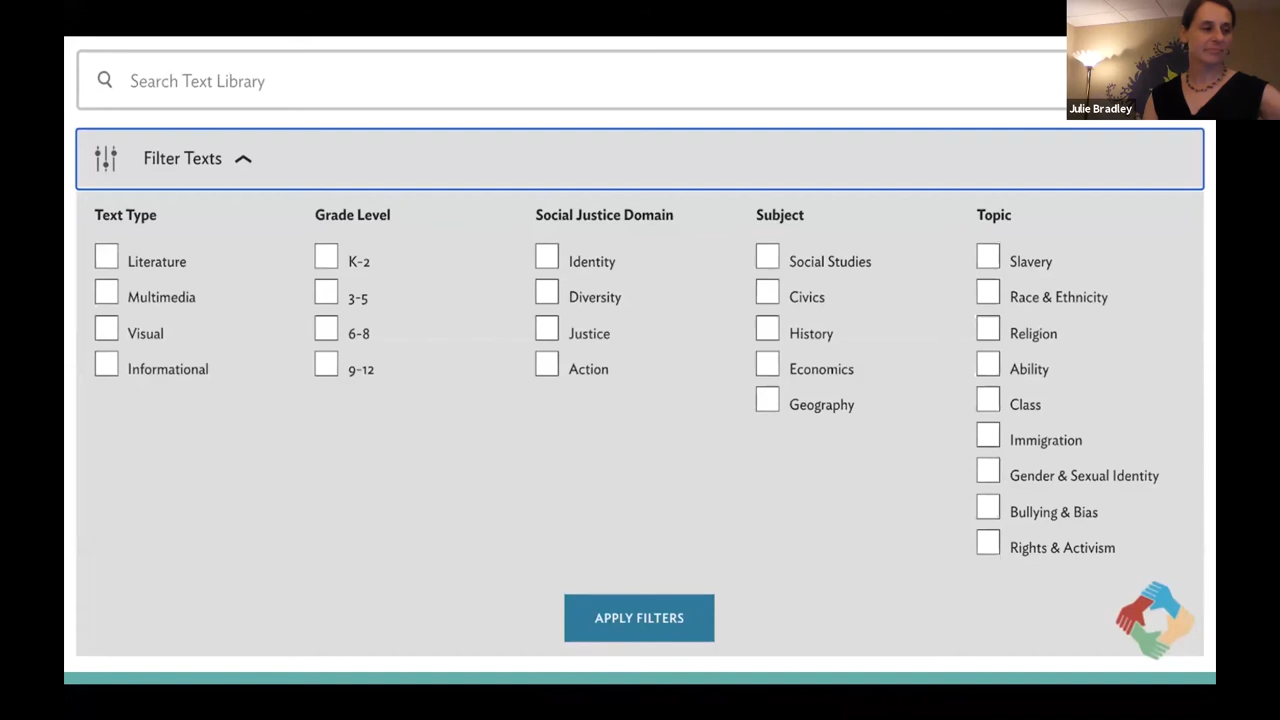 Search Text Library
Julie Bradley
Filter Texts
Text Type
Literature
Multimedia
Visual
Informational
Grade Level
K-2
3-5
6-8
9-12
Social Justice Domain
Identity
Diversity
Justice
Action
Subject
Social Studies
Civics
History
Economics
Geography
Topic
Slavery
Race & Ethnicity
Religion
Ability
Class
Immigration
Gender & Sexual Identity
Bullying & Bias
Rights & Activism
APPLY FILTERS